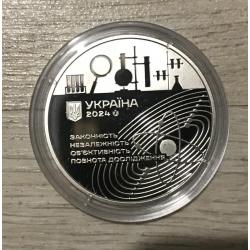 УКРАЇНА
2024
ЗАКОННІСТЬ
НЕЗАЛЕЖНІСТЬ
ОБ'ЄКТИВНІСТЬ
ПОВНОТА ДОСЛІДЖЕННЯ